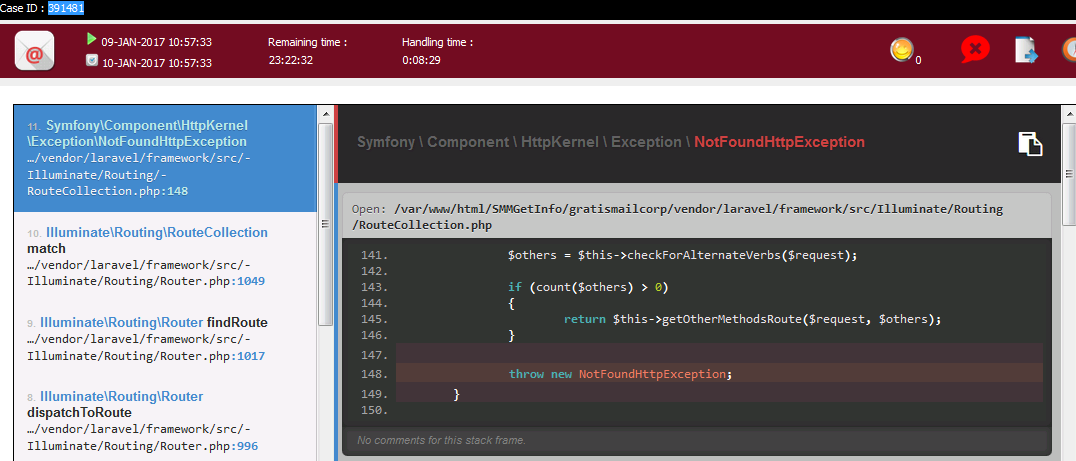 Case ID : 391481
09-JAN-2017 10:57:33
10-JAN-2017 10:57:33
Remaining time :
23:22:32
Handling time :
0:08:29
@
0
11. Symfony\Component\HttpKernel
\Exception\NotFoundHttpException
…/vendor/laravel/framework/src/-
Illuminate/Routing/-
RouteCollection.php:148
10. Illuminate\Routing\RouteCollection
match
…/vendor/laravel/framework/src/-
Illuminate/Routing/Router.php:1049
9. Illuminate\Routing\Router findRoute
…/vendor/laravel/framework/src/-
Illuminate/Routing/Router.php:1017
8. Illuminate\Routing\Router
dispatchToRoute
…/vendor/laravel/framework/src/-
Illuminate/Routing/Router.php:996
Symfony \ Component \ HttpKernel \ Exception \ NotFoundHttpException
Open: /var/www/html/SMMGetInfo/gratismailcorp/vendor/laravel/framework/src/Illuminate/Routing
/RouteCollection.php
141. $others = $this->checkForAlternateVerbs($request);
142.
143. if (count($others) > 0)
144. {
145. return $this->getOtherMethodsRoute($request, $others);
146. }
147.
148. throw new NotFoundHttpException;
149. }
150.
No comments for this stack frame.